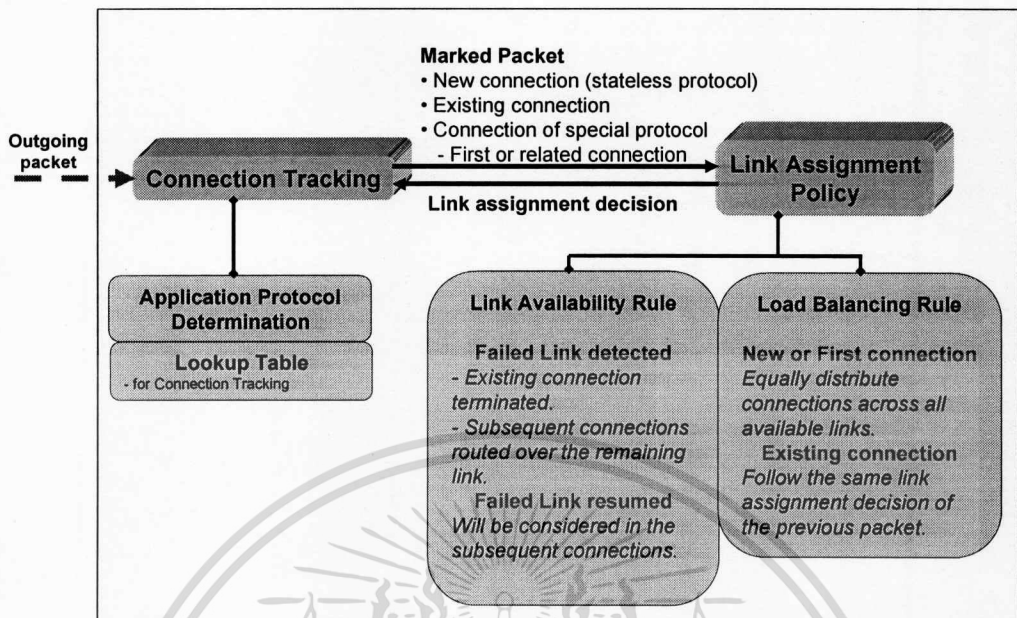 Marked Packet
• New connection (stateless protocol)
• Existing connection
• Connection of special protocol
- First or related connection
Outgoing
packet
Connection Tracking
Link Assignment
Policy
Link assignment decision
Application Protocol
Determination
Lookup Table
- for Connection Tracking
Link Availability Rule
Failed Link detected
- Existing connection
terminated.
- Subsequent connections
routed over the remaining
link.
Failed Link resumed
Will be considered in the
subsequent connections.
Load Balancing Rule
New or First connection
Equally distribute
connections across all
available links.
Existing connection
Follow the same link
assignment decision of
the previous packet.